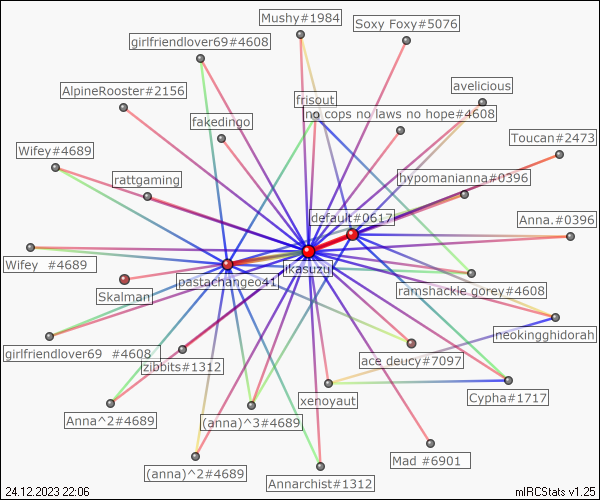 Mushy#1984
Soxy Foxy#5076
girlfriendlover69#4608
AlpineRooster#2156
avelicious
frisout
no cops no laws no hope#4608
fakedingo
Toucan#2473
Wifey#4689
rattgaming
hypomanianna#0396
default#0617
Anna.#0396
Wifey  #4689
ikasuzu
pastachangeo41
Skalman
ramshackle.gorey#4608
neokingghidorah
girlfriendlover69  #4608
zibbits#1312
ace deucy#7097
Cypha#1717
xenoyaut
Anna^2#4689
(anna)^3#4689
Mad #6901
(anna)^2#4689
Annarchist#1312
24.12.2023 22:06
mIRCStats v1.25